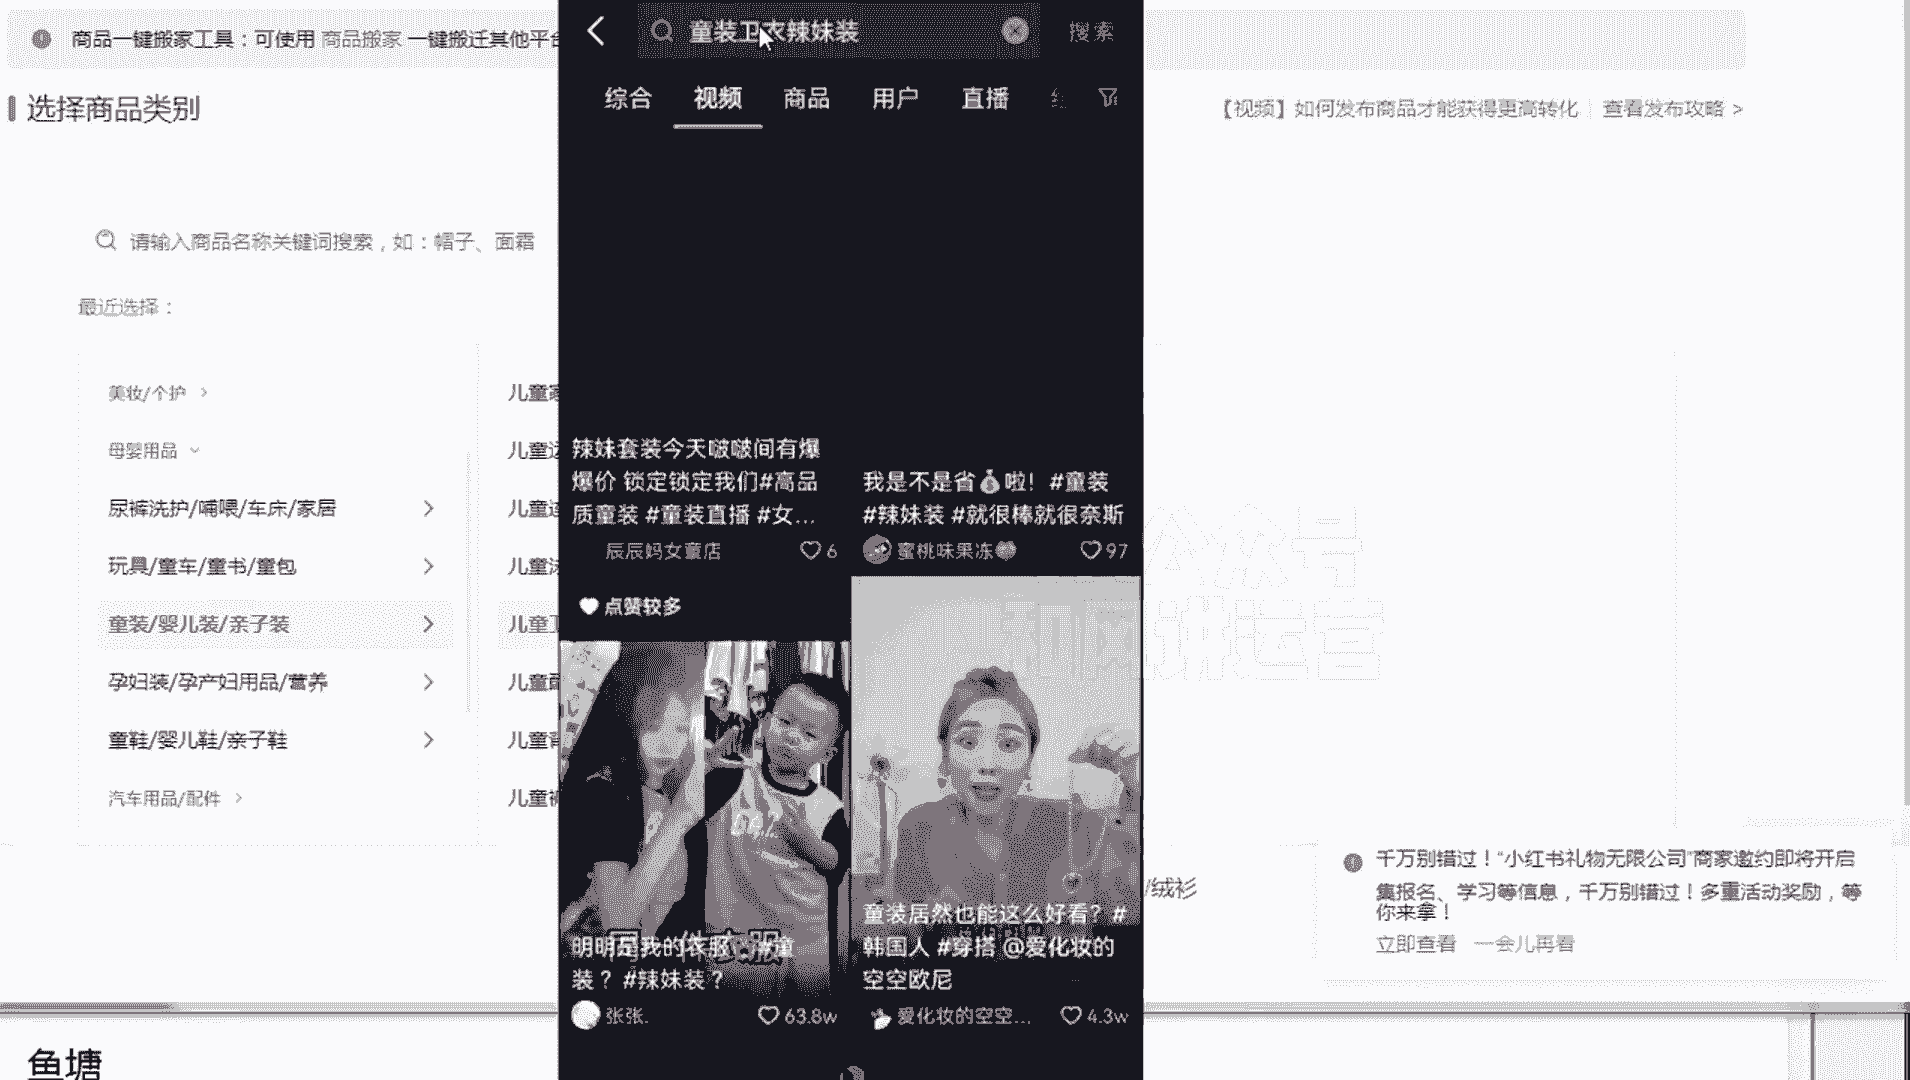 商品一键搬家工具：可使用 商品搬家 一键搬迁其他平台
选择商品类别
【视频】如何发布商品才能获得更高转化
查看发布攻略 >
请输入商品名称关键词搜索，如：帽子、面霜
最近选择：
美妆/个护
母婴用品
尿裤洗护/哺喂/车床/家居
玩具/童车/童书/童包
童装/婴儿装/亲子装
孕妇装/孕产妇用品/营养
童鞋/婴儿鞋/亲子鞋
汽车用品/配件
儿童
儿童
儿童
儿童
儿童
儿童
儿童
儿童
童装卫衣辣妹装
搜索
综合 视频 商品 用户 直播
辣妹套装今天啵啵间有爆
爆价 锁定锁定我们#高品
质童装 #童装直播 #女...
辰辰妈女童店
6
我是不是省💰啦！ #童装
#辣妹装 #就很棒就很奈斯
蜜桃味果冻
97
点赞较多
明明是我的衣服 #童
装？ #辣妹装？
张张.
63.8w
童装居然也能这么好看？#
韩国人 #穿搭 @爱化妆的
空空欧尼
爱化妆的空空...
4.3w
公众号
和风讲运营
/绒衫
千万别错过！"小红书礼物无限公司"商家邀约即将开启
集报名、学习等信息，千万别错过！多重活动奖励，等
你来拿！
立即查看 一会儿再看
鱼塘